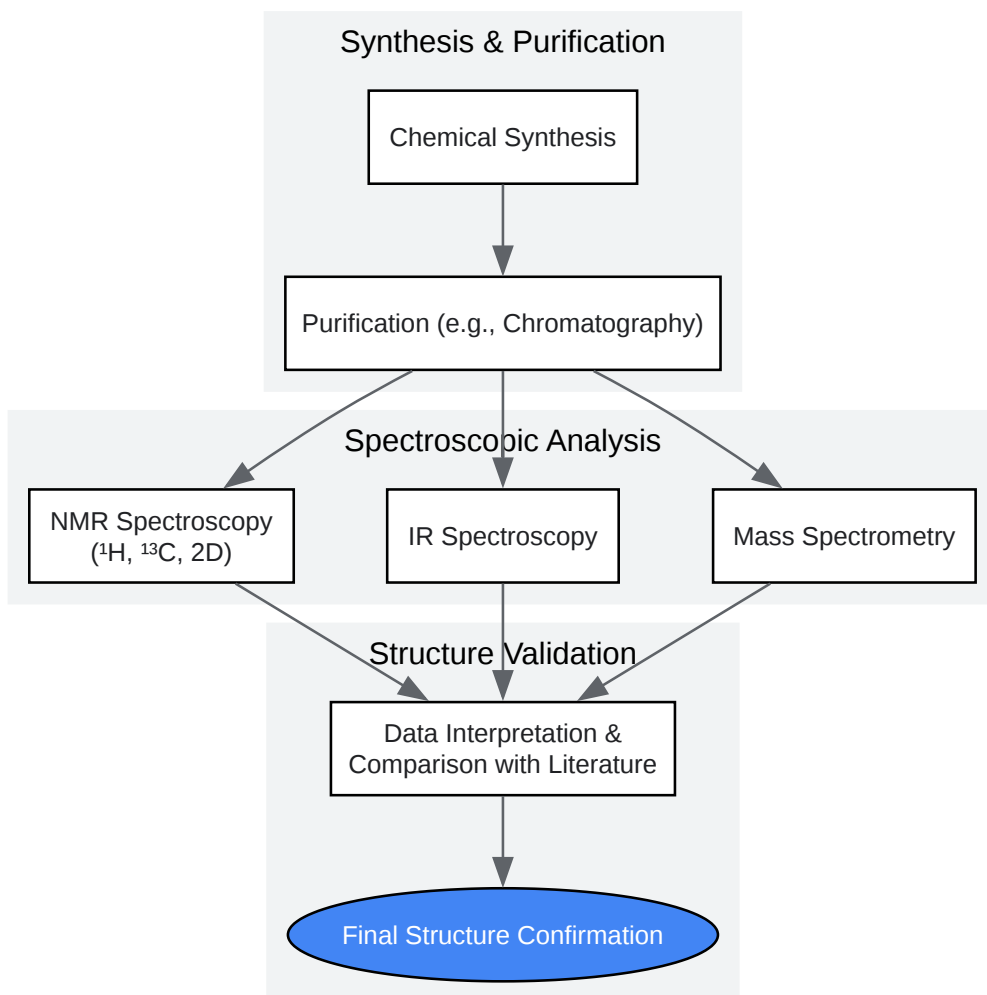 Synthesis & Purification
Chemical Synthesis
Purification (e.g., Chromatography)
Spectroscopic Analysis
NMR Spectroscopy
(¹H, ¹³C, 2D)
IR Spectroscopy
Mass Spectrometry
Structure Validation
Data Interpretation &
Comparison with Literature
Final Structure Confirmation